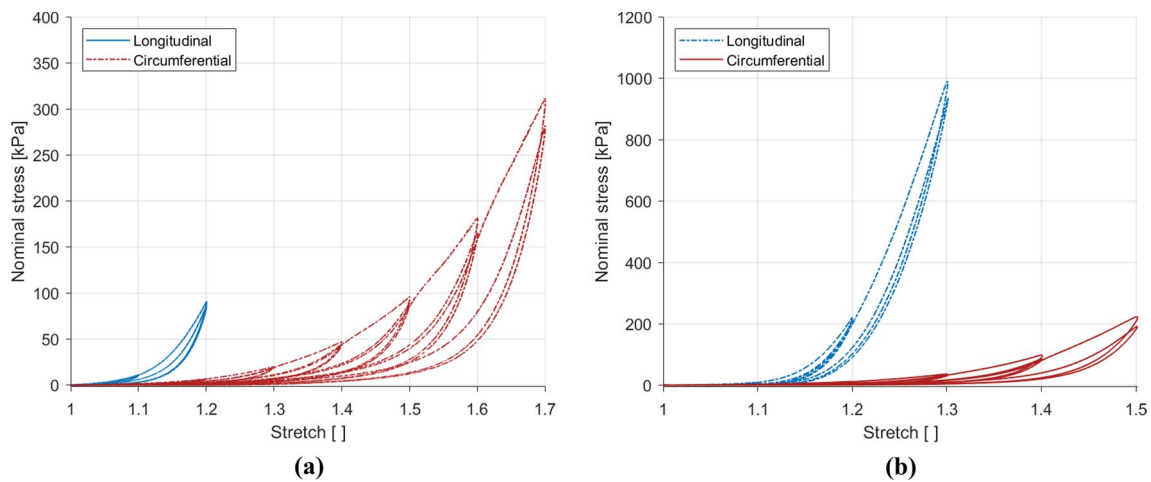 400
350
300
250
200
150
100
50
0
Nominal stress [kPa]
Longitudinal
Circumferential
1 1.1 1.2 1.3 1.4 1.5 1.6 1.7
Stretch [ ]
(a)
1200
1000
800
600
400
200
0
Nominal stress [kPa]
Longitudinal
Circumferential
1 1.1 1.2 1.3 1.4 1.5
Stretch [ ]
(b)